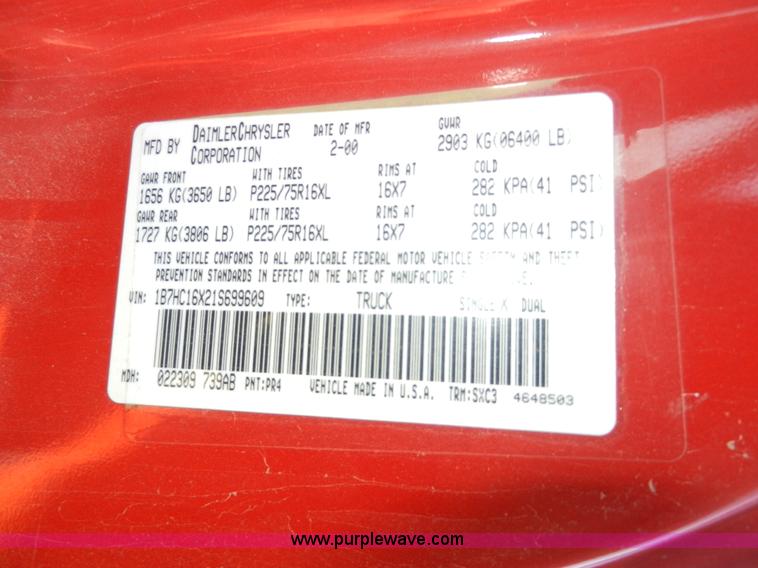 MFD BY DAIMLERCHRYSLER CORPORATION DATE OF MFR 2-00 GVWR 2903 KG(06400 LB)
GAWR FRONT WITH TIRES RIMS AT COLD
1656 KG(3650 LB) P225/75R16XL 16X7 282 KPA(41 PSI)
GAWR REAR WITH TIRES RIMS AT COLD
1727 KG(3806 LB) P225/75R16XL 16X7 282 KPA(41 PSI)
THIS VEHICLE CONFORMS TO ALL APPLICABLE FEDERAL MOTOR VEHICLE SAFETY AND THEFT
PREVENTION STANDARDS IN EFFECT ON THE DATE OF MANUFACTURE
VIN: 1B7HC16X21S699609 TYPE: TRUCK SINGLE X DUAL
MDH: 022309 739AB PNT:PR4 VEHICLE MADE IN U.S.A. TRM:SXC3 4648503
www.purplewave.com